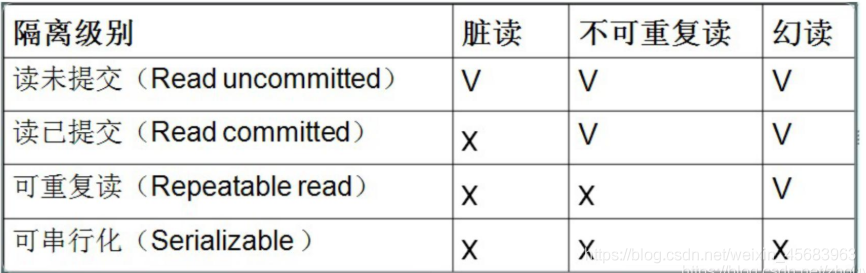 隔离级别 脏读 不可重复读 幻读
读未提交（Read uncommitted） V V V
读已提交（Read committed） x V V
可重复读（Repeatable read） x x V
可串行化（Serializable ） x x x
https://blog.csdn.net/weixin_45683963